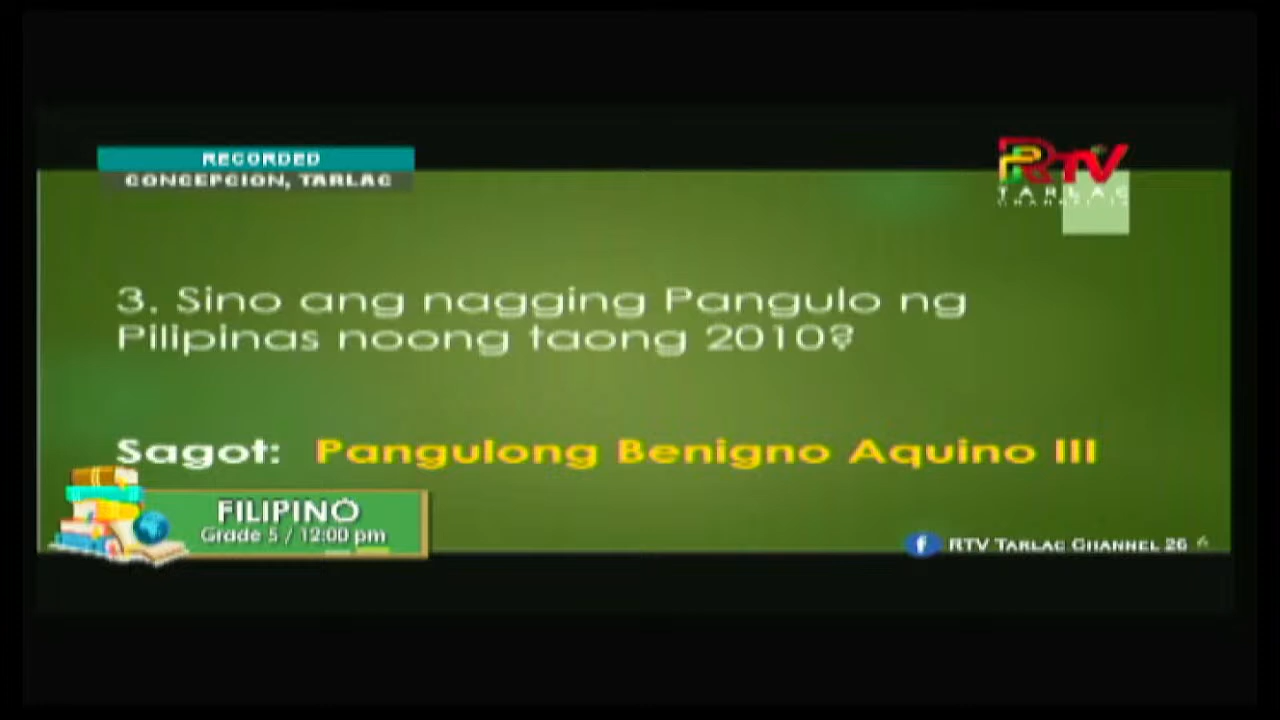 RECORDED
CONCEPCION, TARLAC
RTV
TARLAC
3. Sino ang nagging Pangulo ng
Pilipinas noong taong 2010?
Sagot: Pangulong Benigno Aquino III
FILIPINO
Grade 5 / 12:00 pm
RTV TARLAC CHANNEL 26